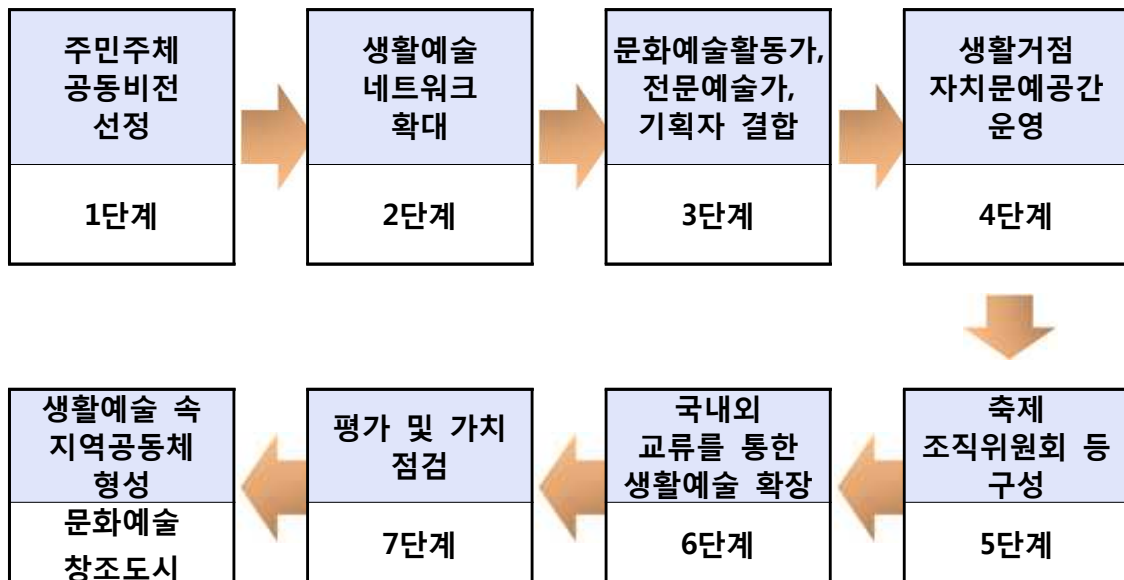 주민주체
공동비전
선정
1단계
생활예술
네트워크
확대
2단계
문화예술활동가,
전문예술가,
기획자 결합
3단계
생활거점
자치문예공간
운영
4단계
축제
조직위원회 등
구성
5단계
국내외
교류를 통한
생활예술 확장
6단계
평가 및 가치
점검
7단계
생활예술 속
지역공동체
형성
문화예술
창조도시